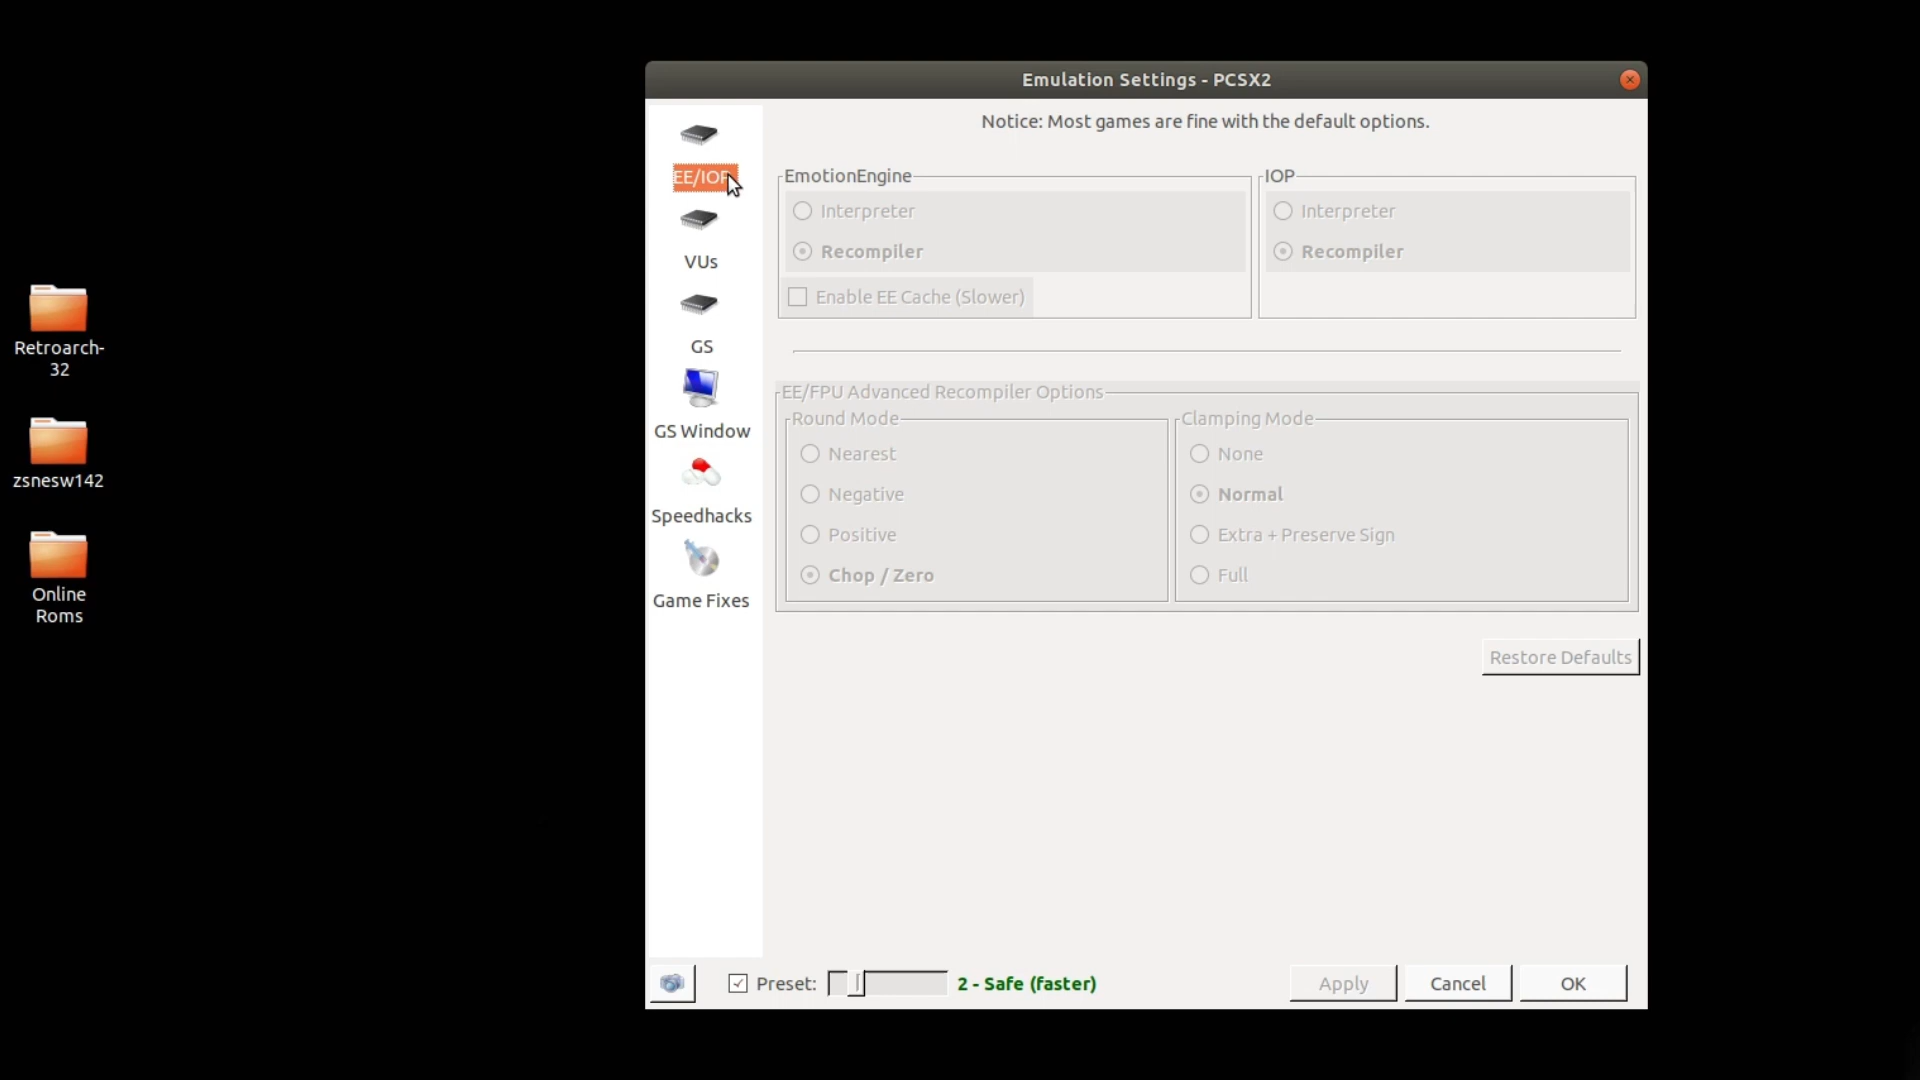 Emulation Settings - PCSX2
Notice: Most games are fine with the default options.
EE/IOP
VUs
GS
GS Window
Speedhacks
Game Fixes
EmotionEngine
Interpreter
Recompiler
Enable EE Cache (Slower)
IOP
Interpreter
Recompiler
EE/FPU Advanced Recompiler Options
Round Mode
Nearest
Negative
Positive
Chop / Zero
Clamping Mode
None
Normal
Extra + Preserve Sign
Full
Restore Defaults
Preset:
2 - Safe (faster)
Apply
Cancel
OK
Retroarch-
32
zsnesw142
Online
Roms